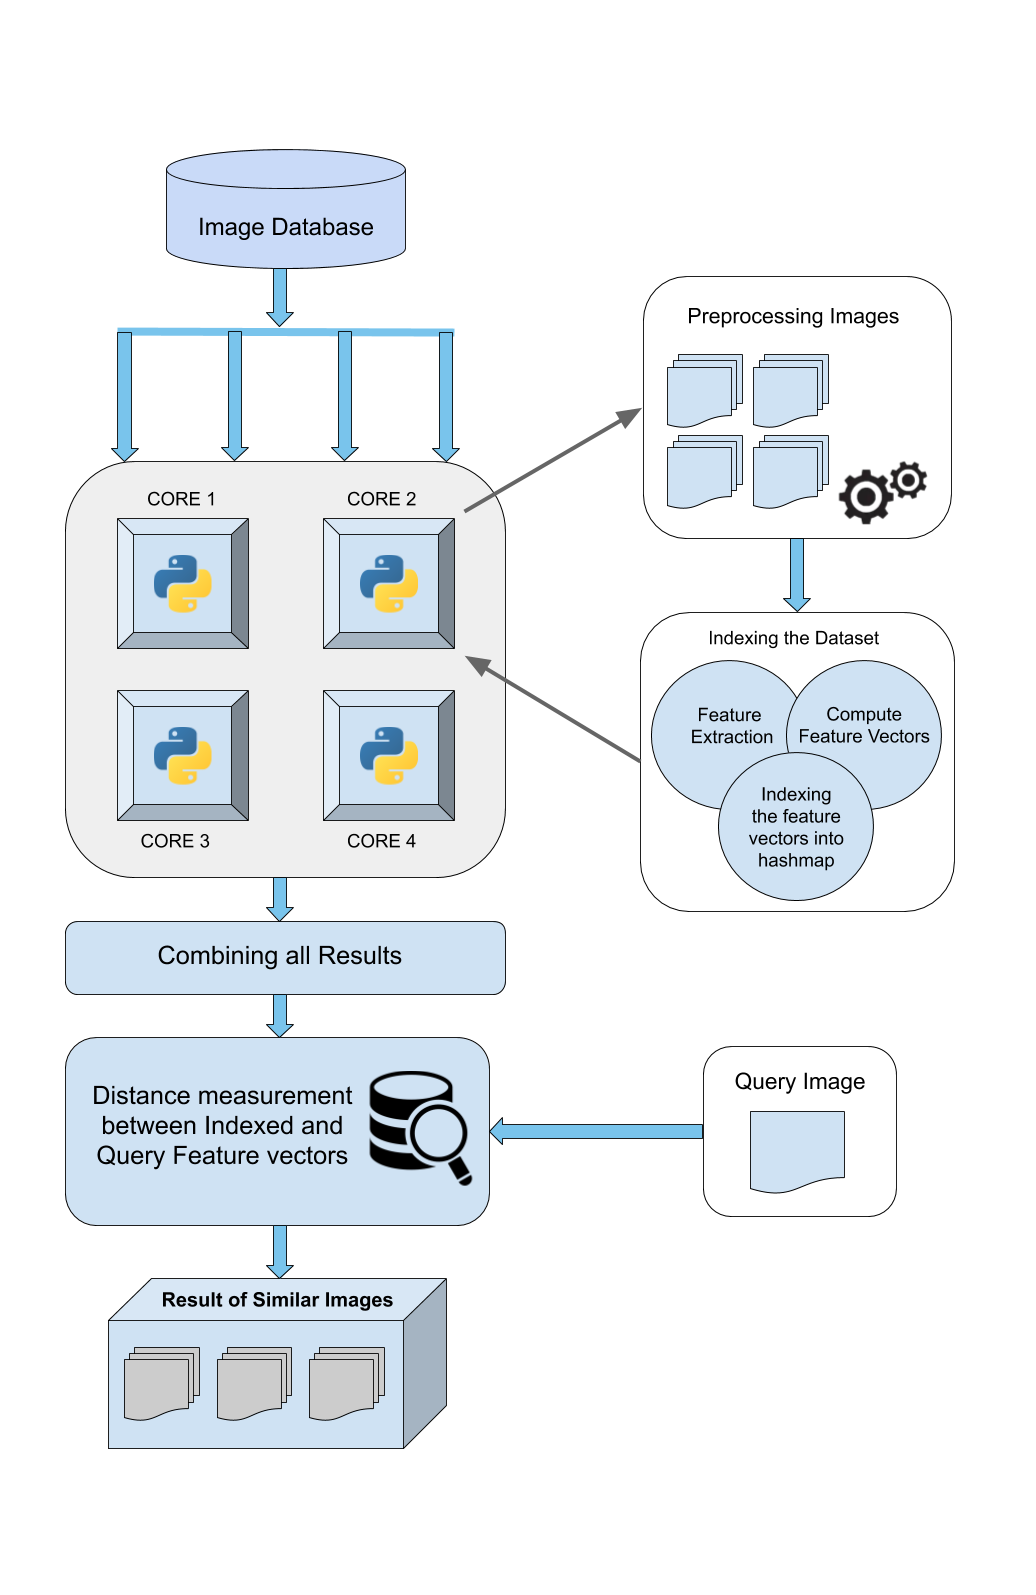 Image Database
Preprocessing Images
CORE 1
CORE 2
Indexing the Dataset
Feature
Extraction
Compute
Feature Vectors
Indexing
the feature
vectors into
hashmap
CORE 3
CORE 4
Combining all Results
Distance measurement
between Indexed and
Query Feature vectors
Query Image
Result of Similar Images